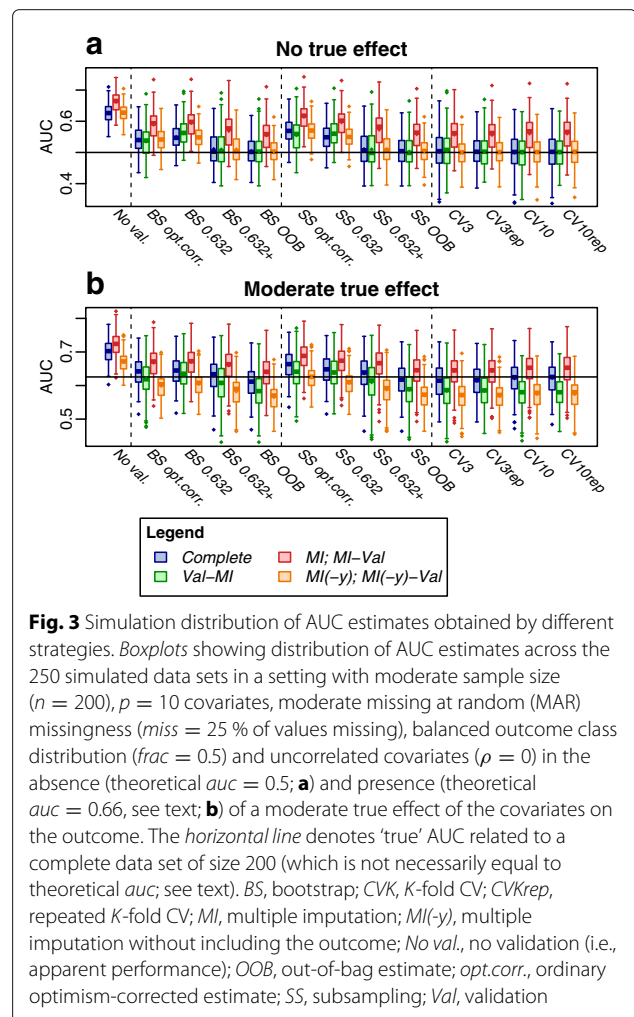 a
No true effect
AUC
0.6
0.4
No val.
BS opt.corr.
BS 0.632
BS 0.632+
BS OOB
SS opt.corr.
SS 0.632
SS 0.632+
SS OOB
CV3
CV3rep
CV10
CV10rep
b
Moderate true effect
AUC
0.7
0.5
No val.
BS opt.corr.
BS 0.632
BS 0.632+
BS OOB
SS opt.corr.
SS 0.632
SS 0.632+
SS OOB
CV3
CV3rep
CV10
CV10rep
Legend
Complete
MI; MI−Val
Val−MI
MI(−y); MI(−y)−Val
Fig. 3 Simulation distribution of AUC estimates obtained by different
strategies. Boxplots showing distribution of AUC estimates across the
250 simulated data sets in a setting with moderate sample size
(n = 200), p = 10 covariates, moderate missing at random (MAR)
missingness (miss = 25 % of values missing), balanced outcome class
distribution (frac = 0.5) and uncorrelated covariates (ρ = 0) in the
absence (theoretical auc = 0.5; a) and presence (theoretical
auc = 0.66, see text; b) of a moderate true effect of the covariates on
the outcome. The horizontal line denotes ‘true’ AUC related to a
complete data set of size 200 (which is not necessarily equal to
theoretical auc; see text). BS, bootstrap; CVK, K-fold CV; CVKrep,
repeated K-fold CV; MI, multiple imputation; MI(-y), multiple
imputation without including the outcome; No val., no validation (i.e.,
apparent performance); OOB, out-of-bag estimate; opt.corr., ordinary
optimism-corrected estimate; SS, subsampling; Val, validation